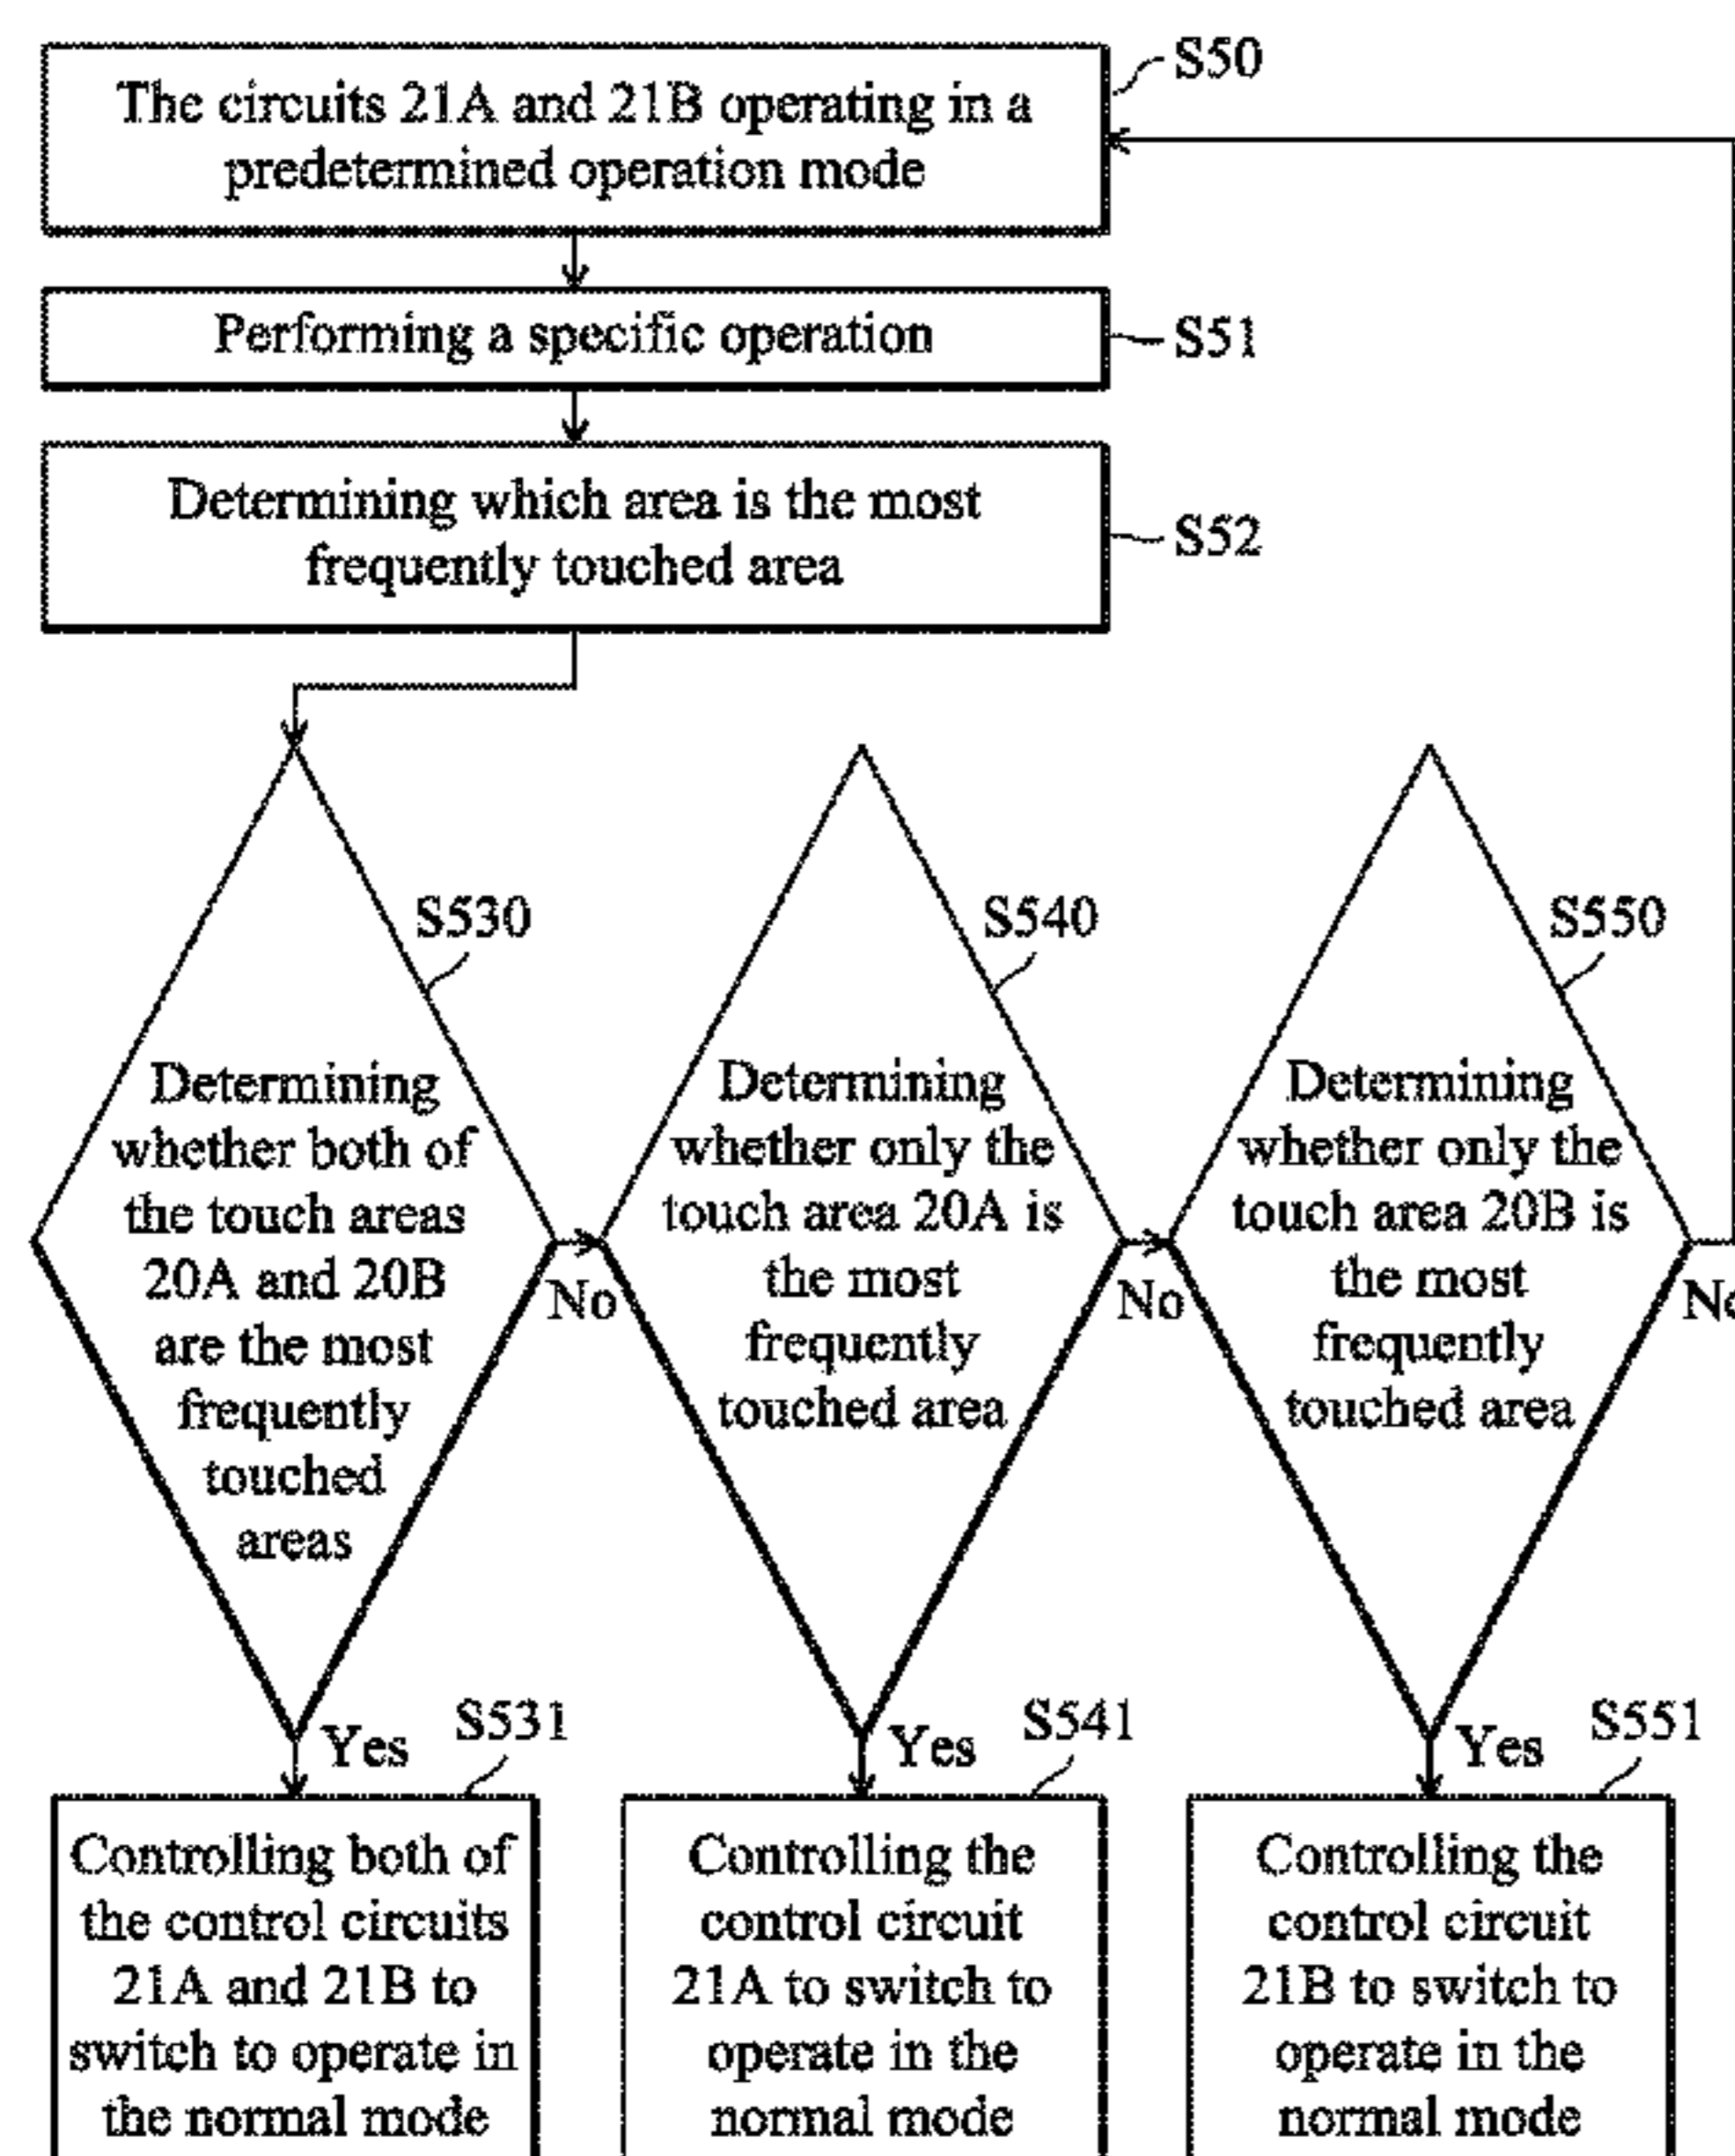 The circuits 21A and 21B operating in a
predetermined operation mode
S50
Performing a specific operation
S51
Determining which area is the most
frequently touched area
S52
S530
Determining
whether both of
the touch areas
20A and 20B
are the most
frequently
touched
areas
No
Yes
S540
Determining
whether only the
touch area 20A is
the most
frequently
touched area
No
Yes
S550
Determining
whether only the
touch area 20B is
the most
frequently
touched area
No
Yes
S531
Controlling both of
the control circuits
21A and 21B to
switch to operate in
the normal mode
S541
Controlling the
control circuit
21A to switch to
operate in the
normal mode
S551
Controlling the
control circuit
21B to switch to
operate in the
normal mode